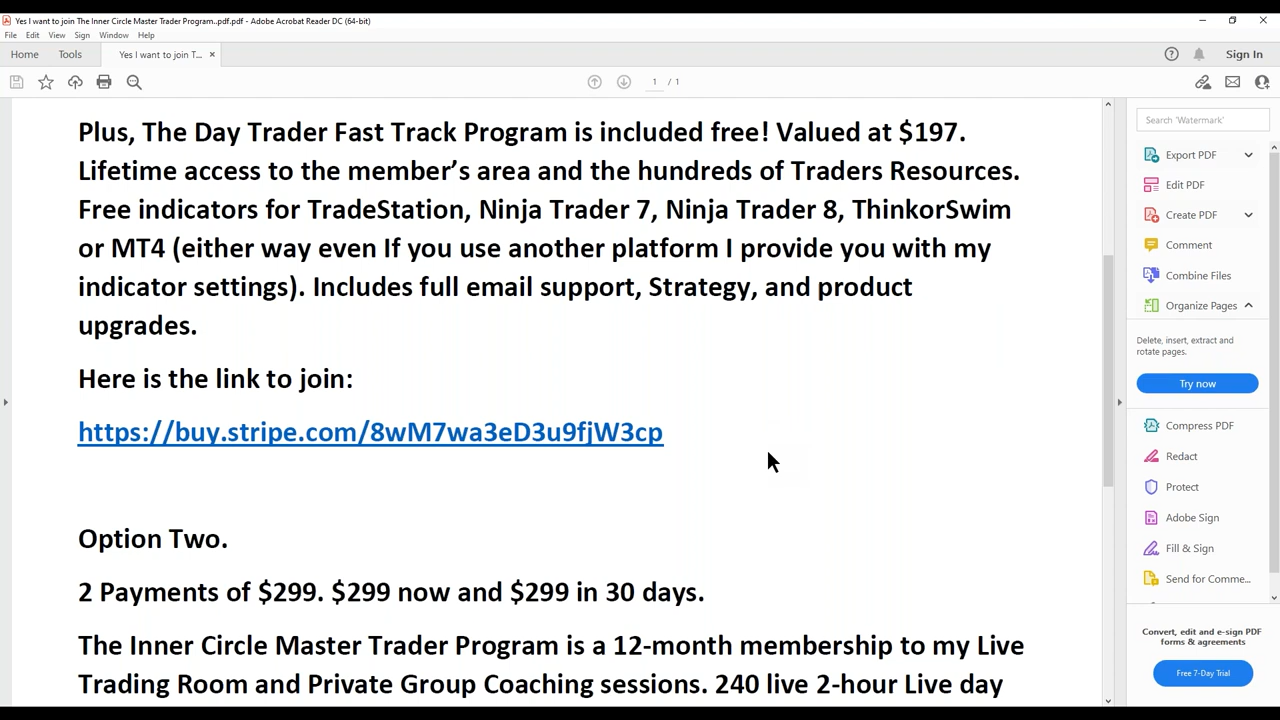 Yes I want to join The Inner Circle Master Trader Program..pdf.pdf - Adobe Acrobat Reader DC (64-bit)
File Edit View Sign Window Help
Home Tools Yes I want to join T... × Sign In
1 / 1
Plus, The Day Trader Fast Track Program is included free! Valued at $197.
Lifetime access to the member’s area and the hundreds of Traders Resources.
Free indicators for TradeStation, Ninja Trader 7, Ninja Trader 8, ThinkorSwim
or MT4 (either way even If you use another platform I provide you with my
indicator settings). Includes full email support, Strategy, and product
upgrades.
Here is the link to join:
https://buy.stripe.com/8wM7wa3eD3u9fjW3cp
Option Two.
2 Payments of $299. $299 now and $299 in 30 days.
The Inner Circle Master Trader Program is a 12-month membership to my Live
Trading Room and Private Group Coaching sessions. 240 live 2-hour Live day
Search 'Watermark'
Export PDF
Edit PDF
Create PDF
Comment
Combine Files
Organize Pages
Delete, insert, extract and
rotate pages.
Try now
Compress PDF
Redact
Protect
Adobe Sign
Fill & Sign
Send for Comme...
Convert, edit and e-sign PDF
forms & agreements
Free 7-Day Trial